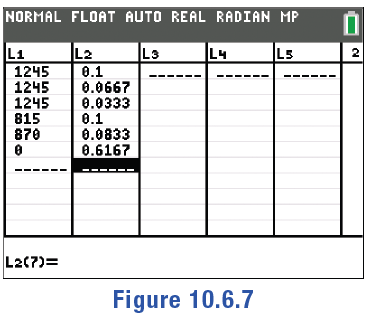 NORMAL FLOAT AUTO REAL RADIAN MP
L1 L2 L3 L4 L5 2
1245 0.1 ------ ------ ------
1245 0.0667
1245 0.0333
815 0.1
870 0.0833
0 0.6167
------ ------
L2(7)=
Figure 10.6.7